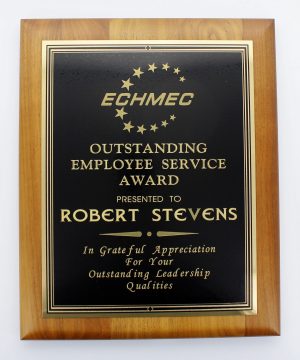 ECHMEC
OUTSTANDING
EMPLOYEE SERVICE
AWARD
PRESENTED TO
ROBERT STEVENS
In Grateful Appreciation
For Your
Outstanding Leadership
Qualities